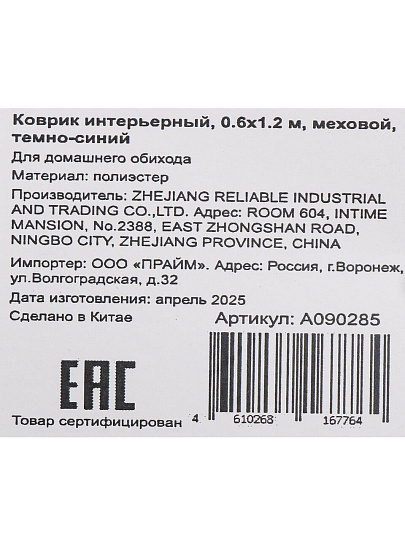 Коврик интерьерный, 0.6х1.2 м, меховой,
темно-синий
Для домашнего обихода
Материал: полиэстер
Производитель: ZHEJIANG RELIABLE INDUSTRIAL
AND TRADING CO.,LTD. Адрес: ROOM 604, INTIME
MANSION, No.2388, EAST ZHONGSHAN ROAD,
NINGBO CITY, ZHEJIANG PROVINCE, CHINA
Импортер: ООО «ПРАЙМ». Адрес: Россия, г.Воронеж,
ул.Волгоградская, д.32
Дата изготовления: апрель 2025
Сделано в Китае
Артикул: А090285
EAC
Товар сертифицирован
4 610268 167764